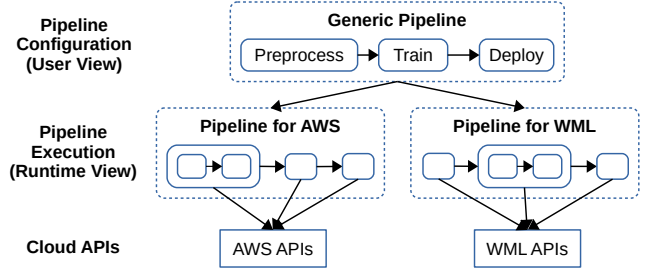 Pipeline
Configuration
(User View)
Generic Pipeline
Preprocess
Train
Deploy
Pipeline
Execution
(Runtime View)
Pipeline for AWS
Pipeline for WML
Cloud APIs
AWS APIs
WML APIs